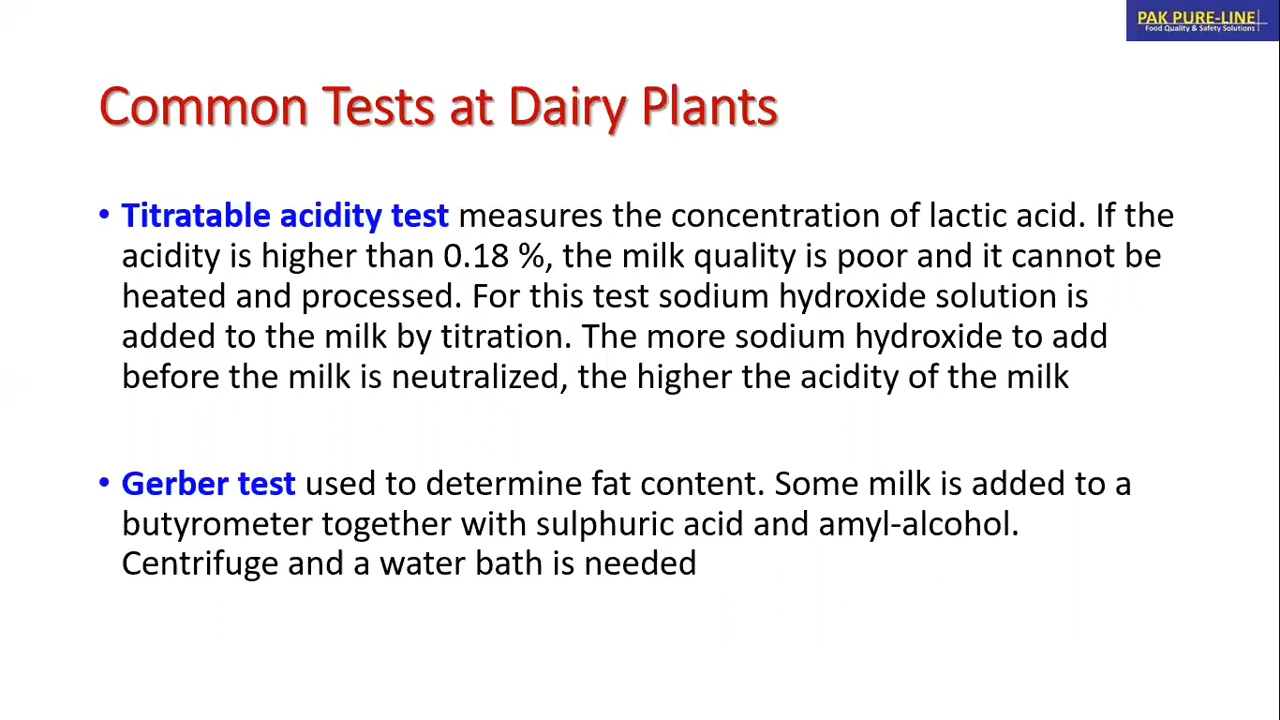 PAK PURE-LINE
Food Quality & Safety Solutions
Common Tests at Dairy Plants
• Titratable acidity test measures the concentration of lactic acid. If the
acidity is higher than 0.18 %, the milk quality is poor and it cannot be
heated and processed. For this test sodium hydroxide solution is
added to the milk by titration. The more sodium hydroxide to add
before the milk is neutralized, the higher the acidity of the milk
• Gerber test used to determine fat content. Some milk is added to a
butyrometer together with sulphuric acid and amyl-alcohol.
Centrifuge and a water bath is needed